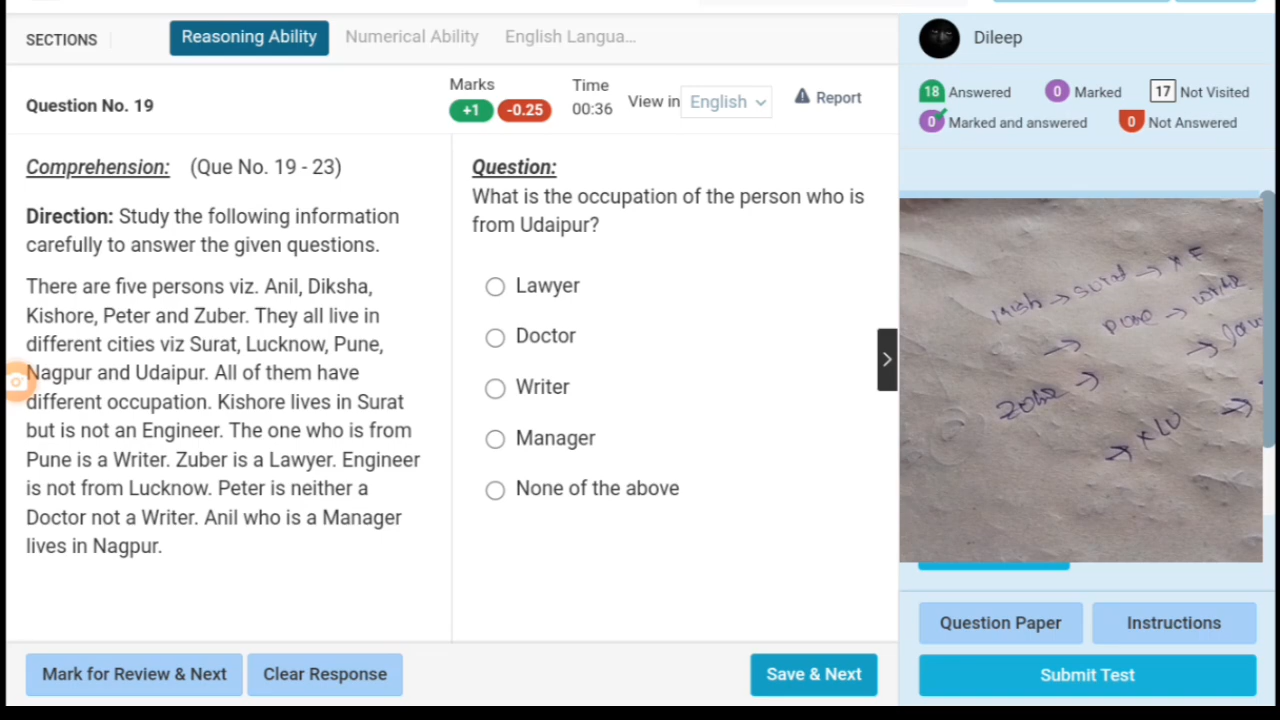 SECTIONS
Reasoning Ability
Numerical Ability
English Langua...
Dileep
Question No. 19
Marks
+1 -0.25
Time
00:36
View in English
Report
18 Answered
0 Marked
17 Not Visited
0 Marked and answered
0 Not Answered
Comprehension: (Que No. 19 - 23)
Direction: Study the following information
carefully to answer the given questions.
There are five persons viz. Anil, Diksha,
Kishore, Peter and Zuber. They all live in
different cities viz Surat, Lucknow, Pune,
Nagpur and Udaipur. All of them have
different occupation. Kishore lives in Surat
but is not an Engineer. The one who is from
Pune is a Writer. Zuber is a Lawyer. Engineer
is not from Lucknow. Peter is neither a
Doctor not a Writer. Anil who is a Manager
lives in Nagpur.
Question:
What is the occupation of the person who is
from Udaipur?
Lawyer
Doctor
Writer
Manager
None of the above
→ Surat → x E
→ Pune →
→
→ x LU →
Mark for Review & Next
Clear Response
Save & Next
Question Paper
Instructions
Submit Test